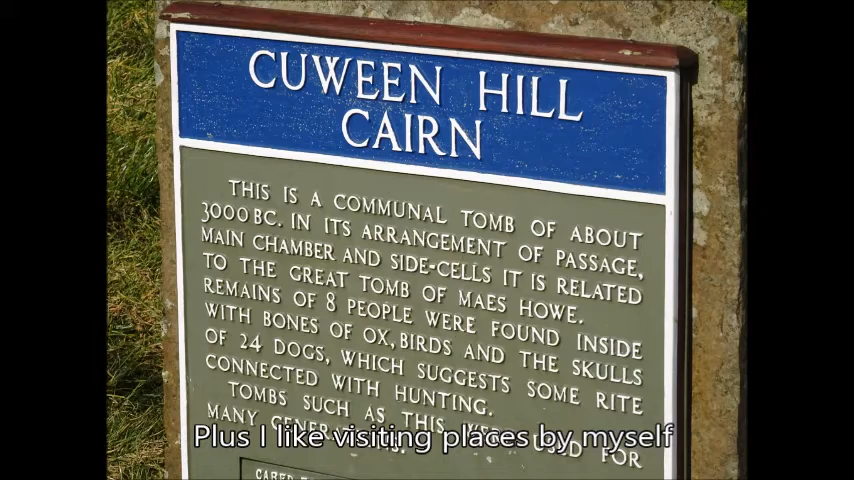 CUWEEN HILL
CAIRN
THIS IS A COMMUNAL TOMB OF ABOUT
3000 BC. IN ITS ARRANGEMENT OF PASSAGE,
MAIN CHAMBER AND SIDE-CELLS IT IS RELATED
TO THE GREAT TOMB OF MAES HOWE.
REMAINS OF 8 PEOPLE WERE FOUND INSIDE
WITH BONES OF OX, BIRDS AND THE SKULLS
OF 24 DOGS, WHICH SUGGESTS SOME RITE
CONNECTED WITH HUNTING.
TOMBS SUCH AS THIS WERE USED FOR
MANY
Plus I like visiting places by myself
CARED